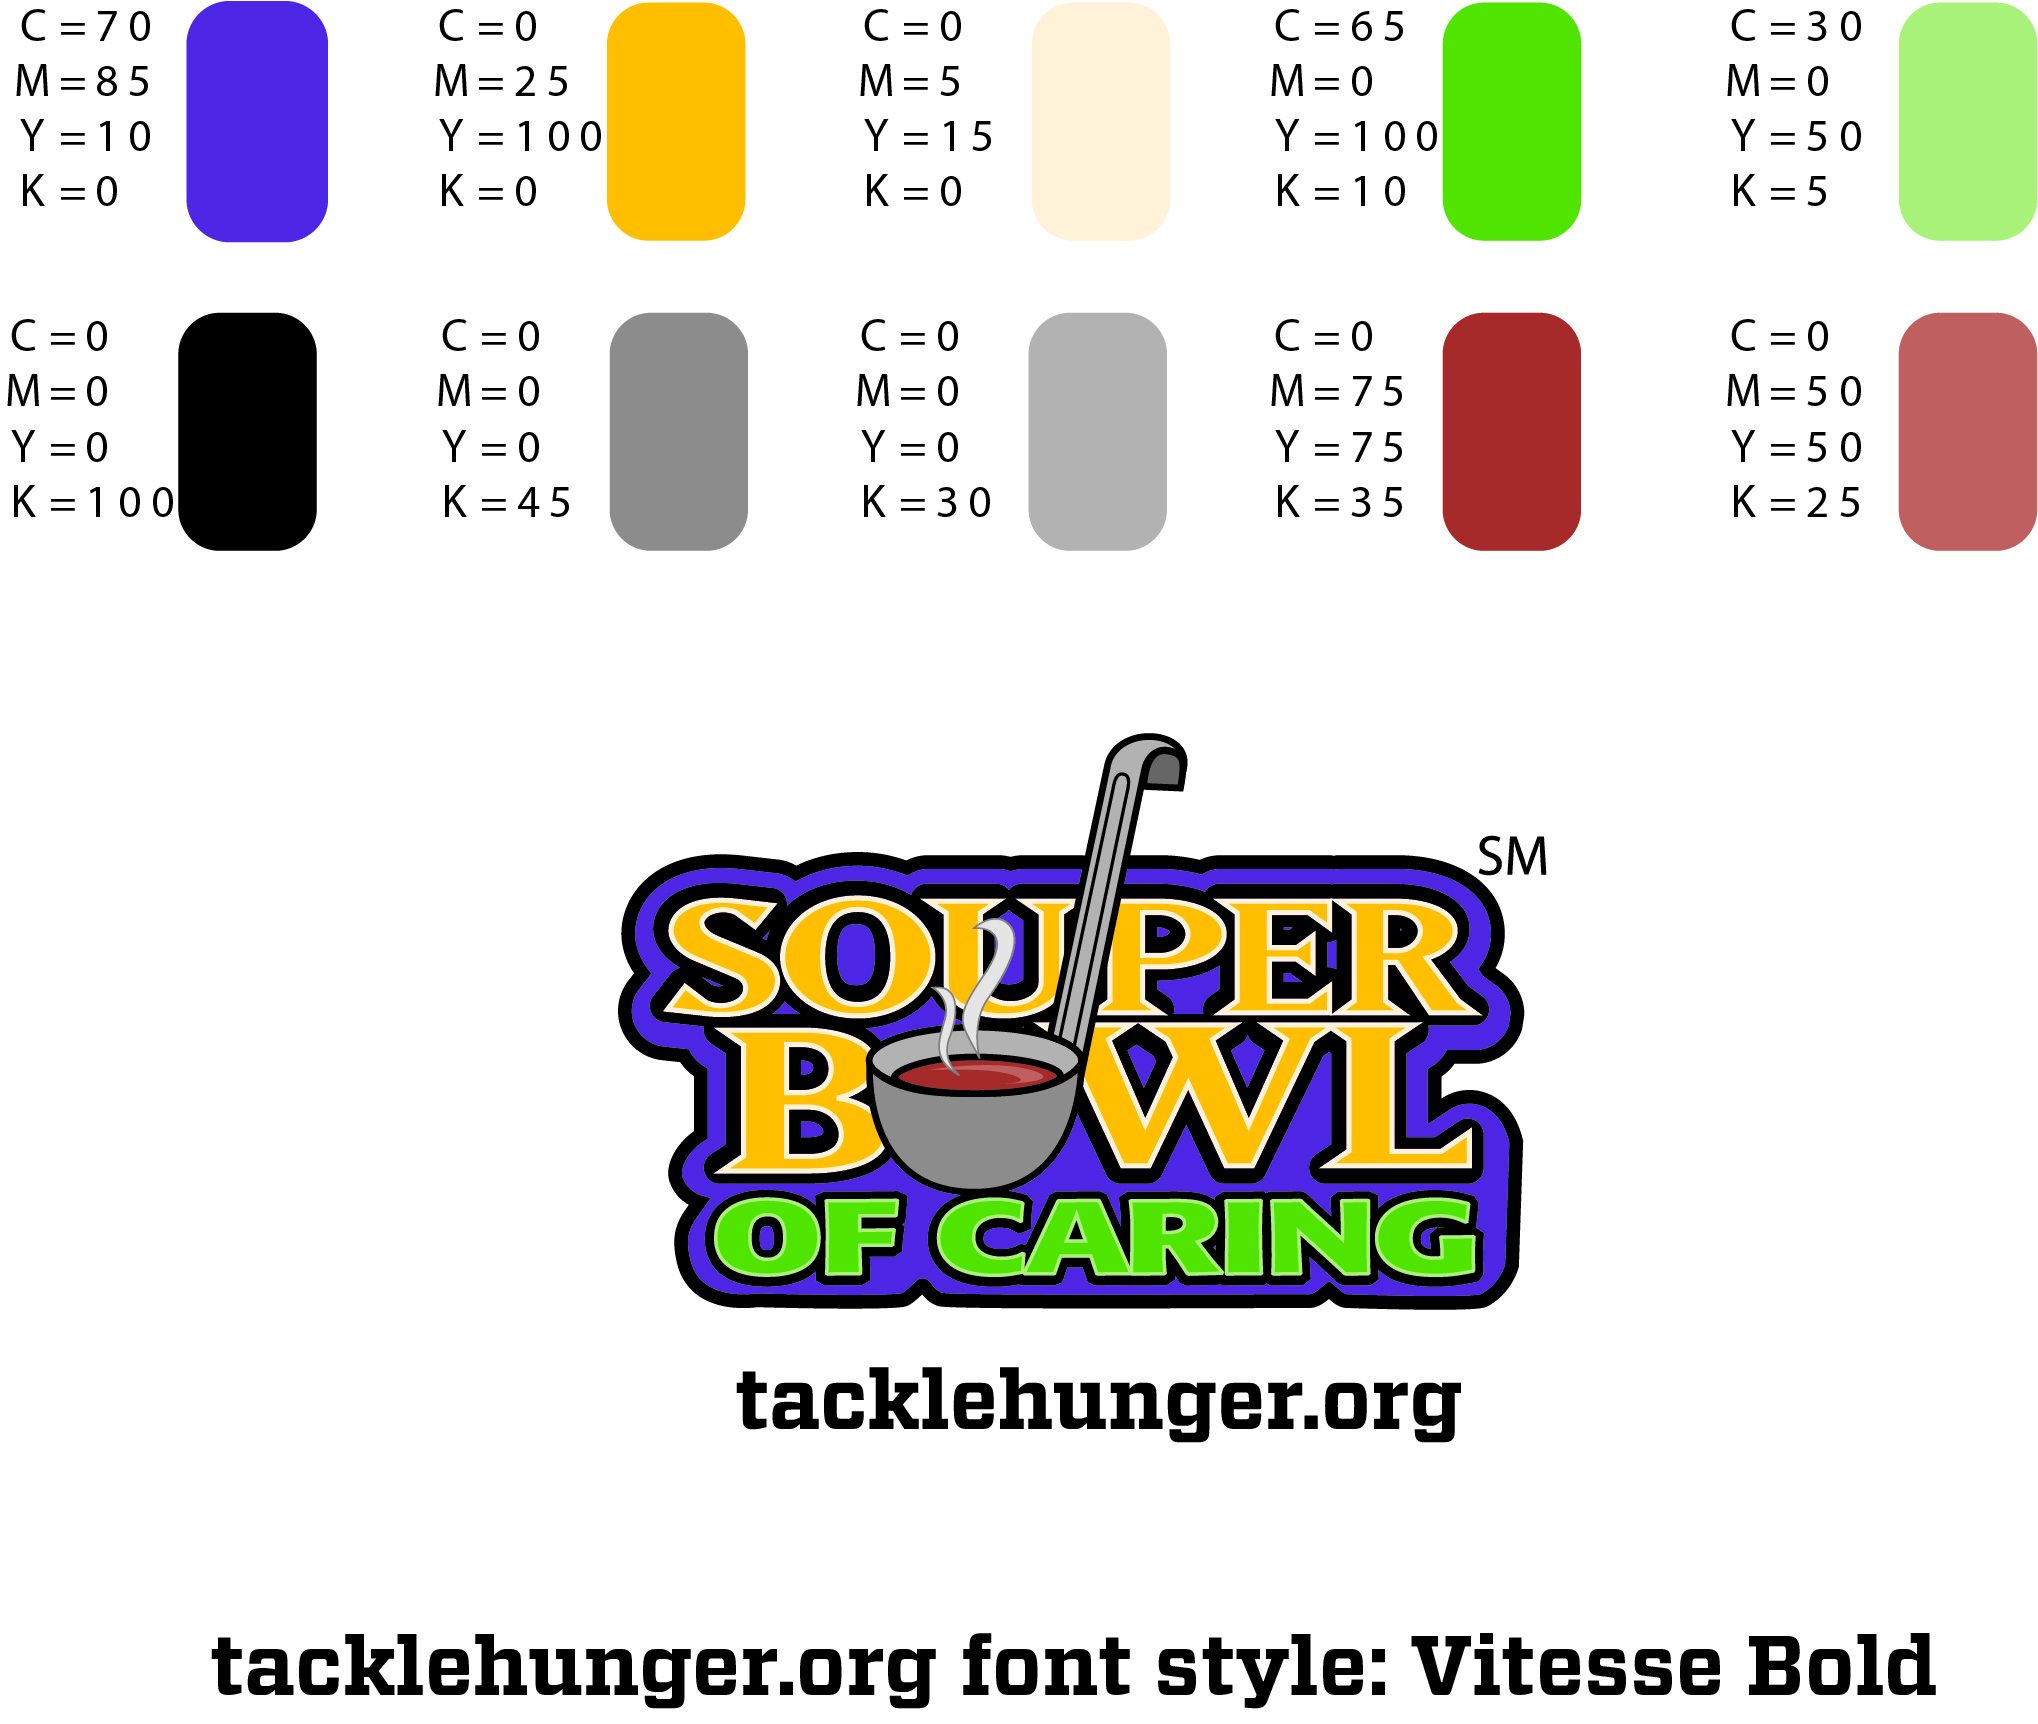 C=70
M=85
Y=10
K=0
C=0
M=25
Y=100
K=0
C=0
M=5
Y=15
K=0
C=65
M=0
Y=100
K=10
C=30
M=0
Y=50
K=5
C=0
M=0
Y=0
K=100
C=0
M=0
Y=0
K=45
C=0
M=0
Y=0
K=30
C=0
M=75
Y=75
K=35
C=0
M=50
Y=50
K=25
SOUPER SM
BOWL
OF CARING
tacklehunger.org
tacklehunger.org font style: Vitesse Bold